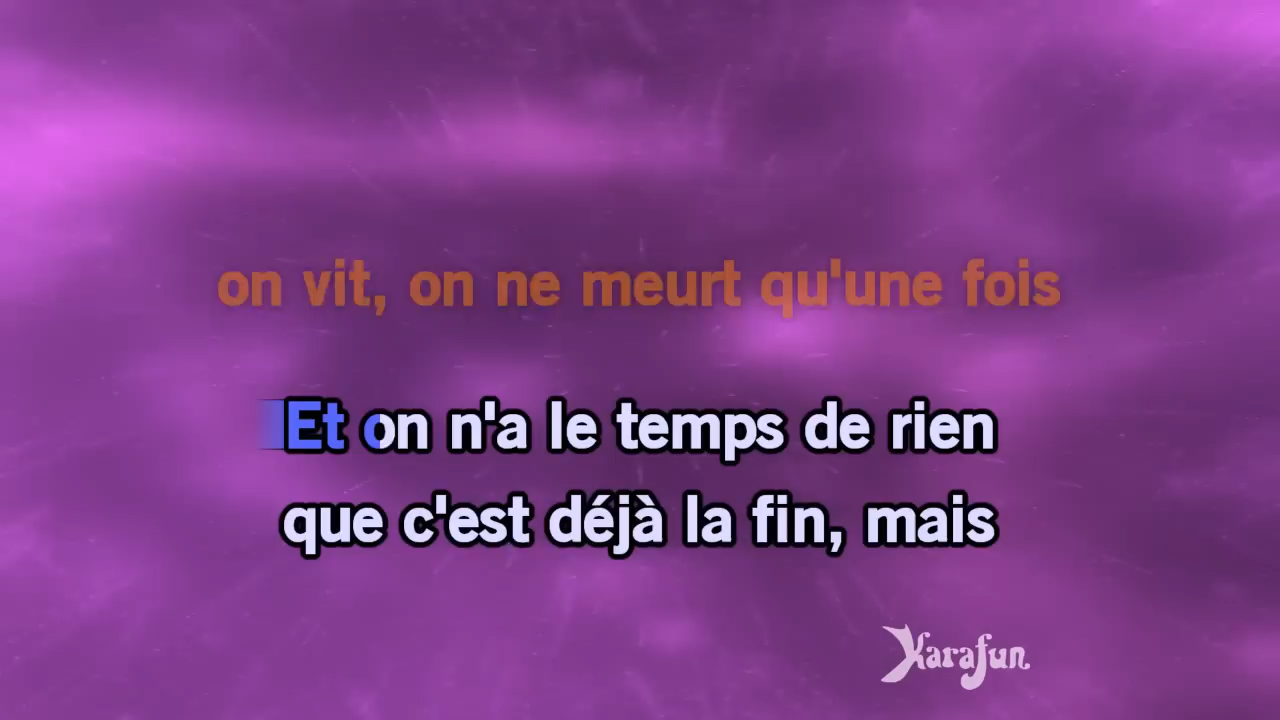 on vit, on ne meurt qu'une fois
Et on n'a le temps de rien
que c'est déjà la fin, mais
Karafun